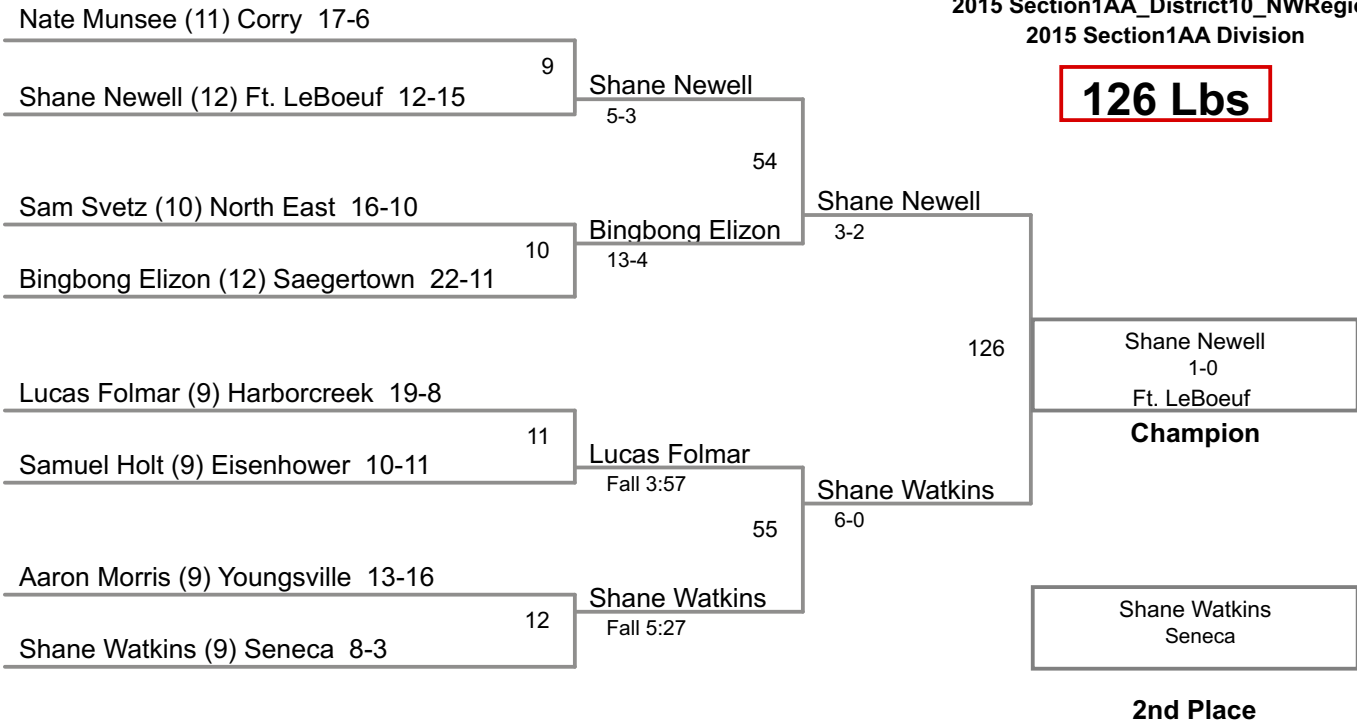 2015 Section1AA_District10_NWRegio
2015 Section1AA Division
126 Lbs
Nate Munsee (11) Corry 17-6
9
Shane Newell (12) Ft. LeBoeuf 12-15
Shane Newell
5-3
54
Sam Svetz (10) North East 16-10
10
Bingbong Elizon (12) Saegertown 22-11
Bingbong Elizon
13-4
Shane Newell
3-2
126
Lucas Folmar (9) Harborcreek 19-8
11
Samuel Holt (9) Eisenhower 10-11
Lucas Folmar
Fall 3:57
55
Aaron Morris (9) Youngsville 13-16
12
Shane Watkins (9) Seneca 8-3
Shane Watkins
Fall 5:27
Shane Watkins
6-0
Shane Newell
1-0
Ft. LeBoeuf
Champion
Shane Watkins
Seneca
2nd Place